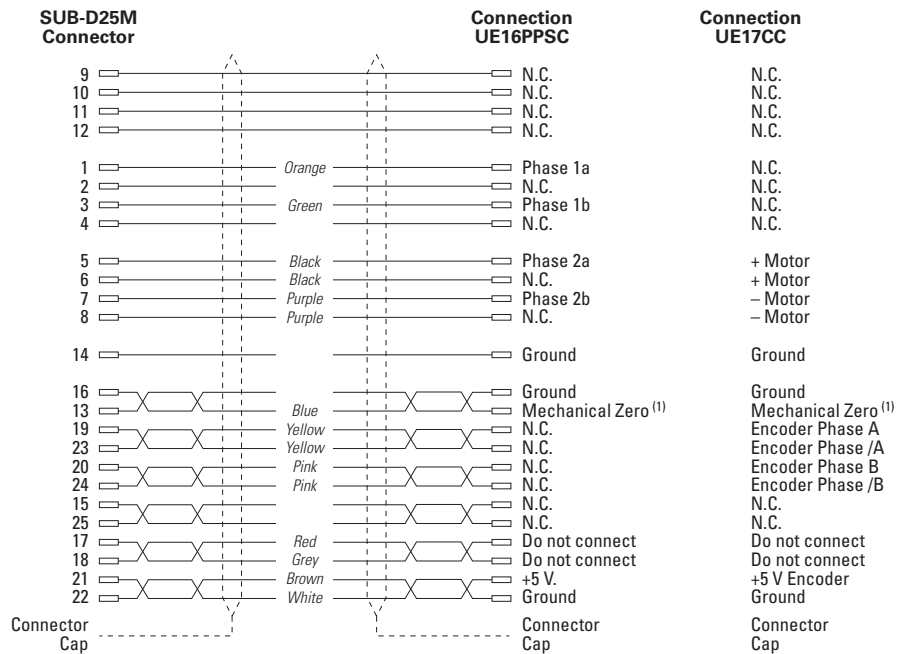 SUB-D25M Connector Connection UE16PPSC Connection UE17CC
9 N.C. N.C.
10 N.C. N.C.
11 N.C. N.C.
12 N.C. N.C.
1 Orange Phase 1a N.C.
2 N.C. N.C.
3 Green Phase 1b N.C.
4 N.C. N.C.
5 Black Phase 2a + Motor
6 Black N.C. + Motor
7 Purple Phase 2b – Motor
8 Purple N.C. – Motor
14 Ground Ground
16 Ground Ground
13 Blue Mechanical Zero (1) Mechanical Zero (1)
19 Yellow N.C. Encoder Phase A
23 Yellow N.C. Encoder Phase /A
20 Pink N.C. Encoder Phase B
24 Pink N.C. Encoder Phase /B
15 N.C. N.C.
25 N.C. N.C.
17 Red Do not connect Do not connect
18 Grey Do not connect Do not connect
21 Brown +5 V. +5 V Encoder
22 White Ground Ground
Connector Cap Connector Cap Connector Cap